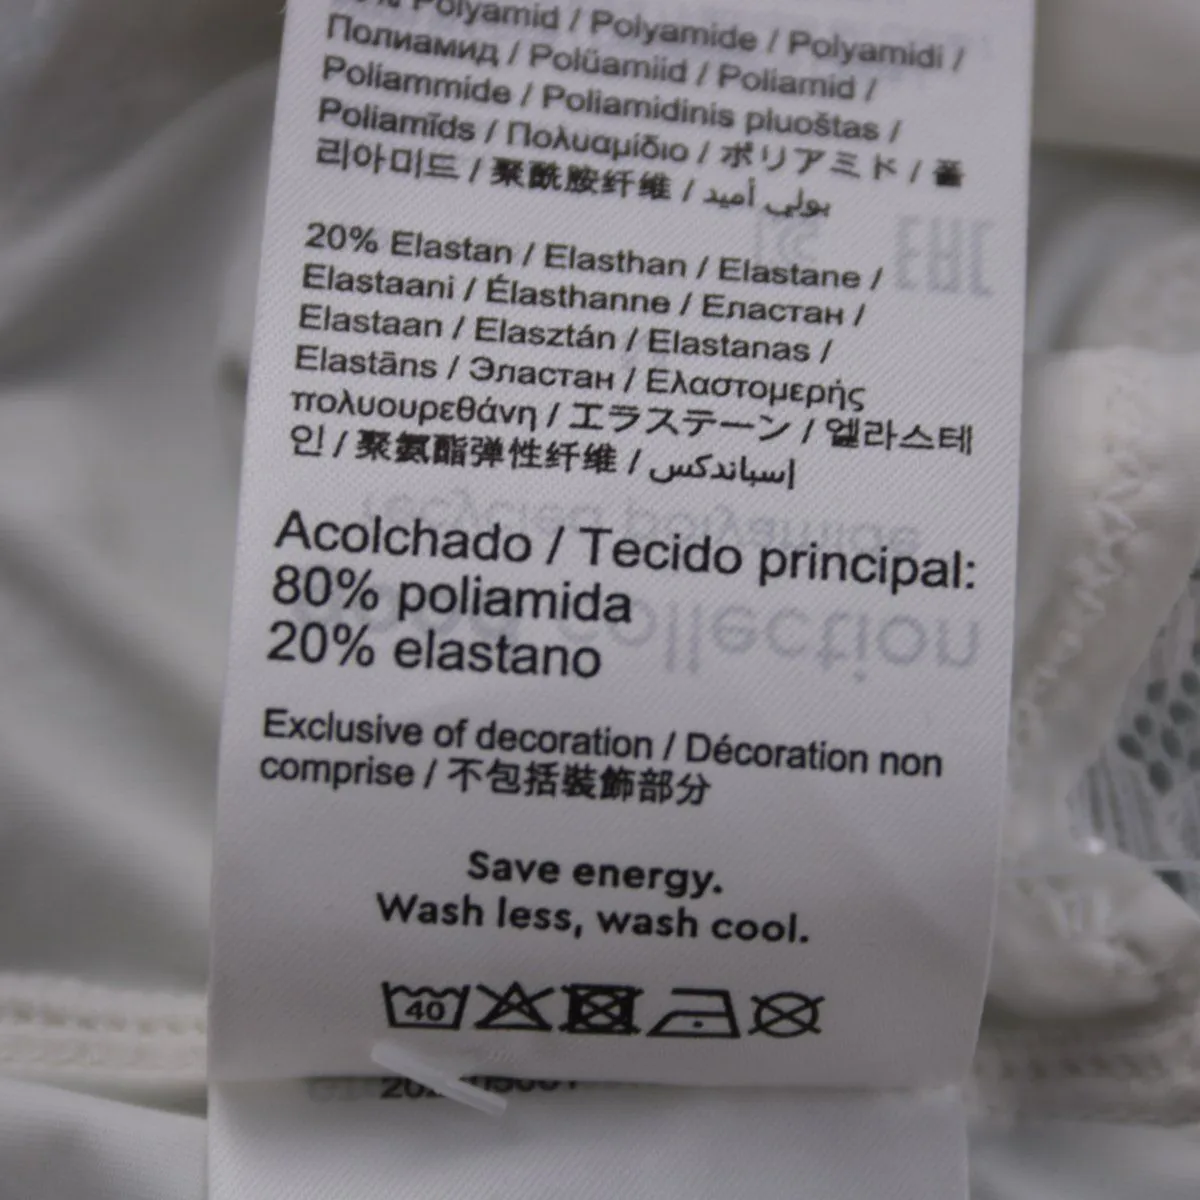 Polyamid / Polyamide / Polyamidi /
Полиамид / Polüamiid / Poliamid /
Poliammide / Poliamidinis pluoštas /
Poliamīds / Πολυαμίδιο / ポリアミド / 폴
리아미드 / 聚酰胺纤维 / بولي أميد
20% Elastan / Elasthan / Elastane /
Elastaani / Élasthanne / Еластан /
Elastaan / Elasztán / Elastanas /
Elastāns / Эластан / Ελαστομερής
πολυουρεθάνη / エラステーン / 엘라스테
인 / 聚氨酯弹性纤维 / إسباندكس
Acolchado / Tecido principal:
80% poliamida
20% elastano
Exclusive of decoration / Décoration non
comprise / 不包括裝飾部分
Save energy.
Wash less, wash cool.
40